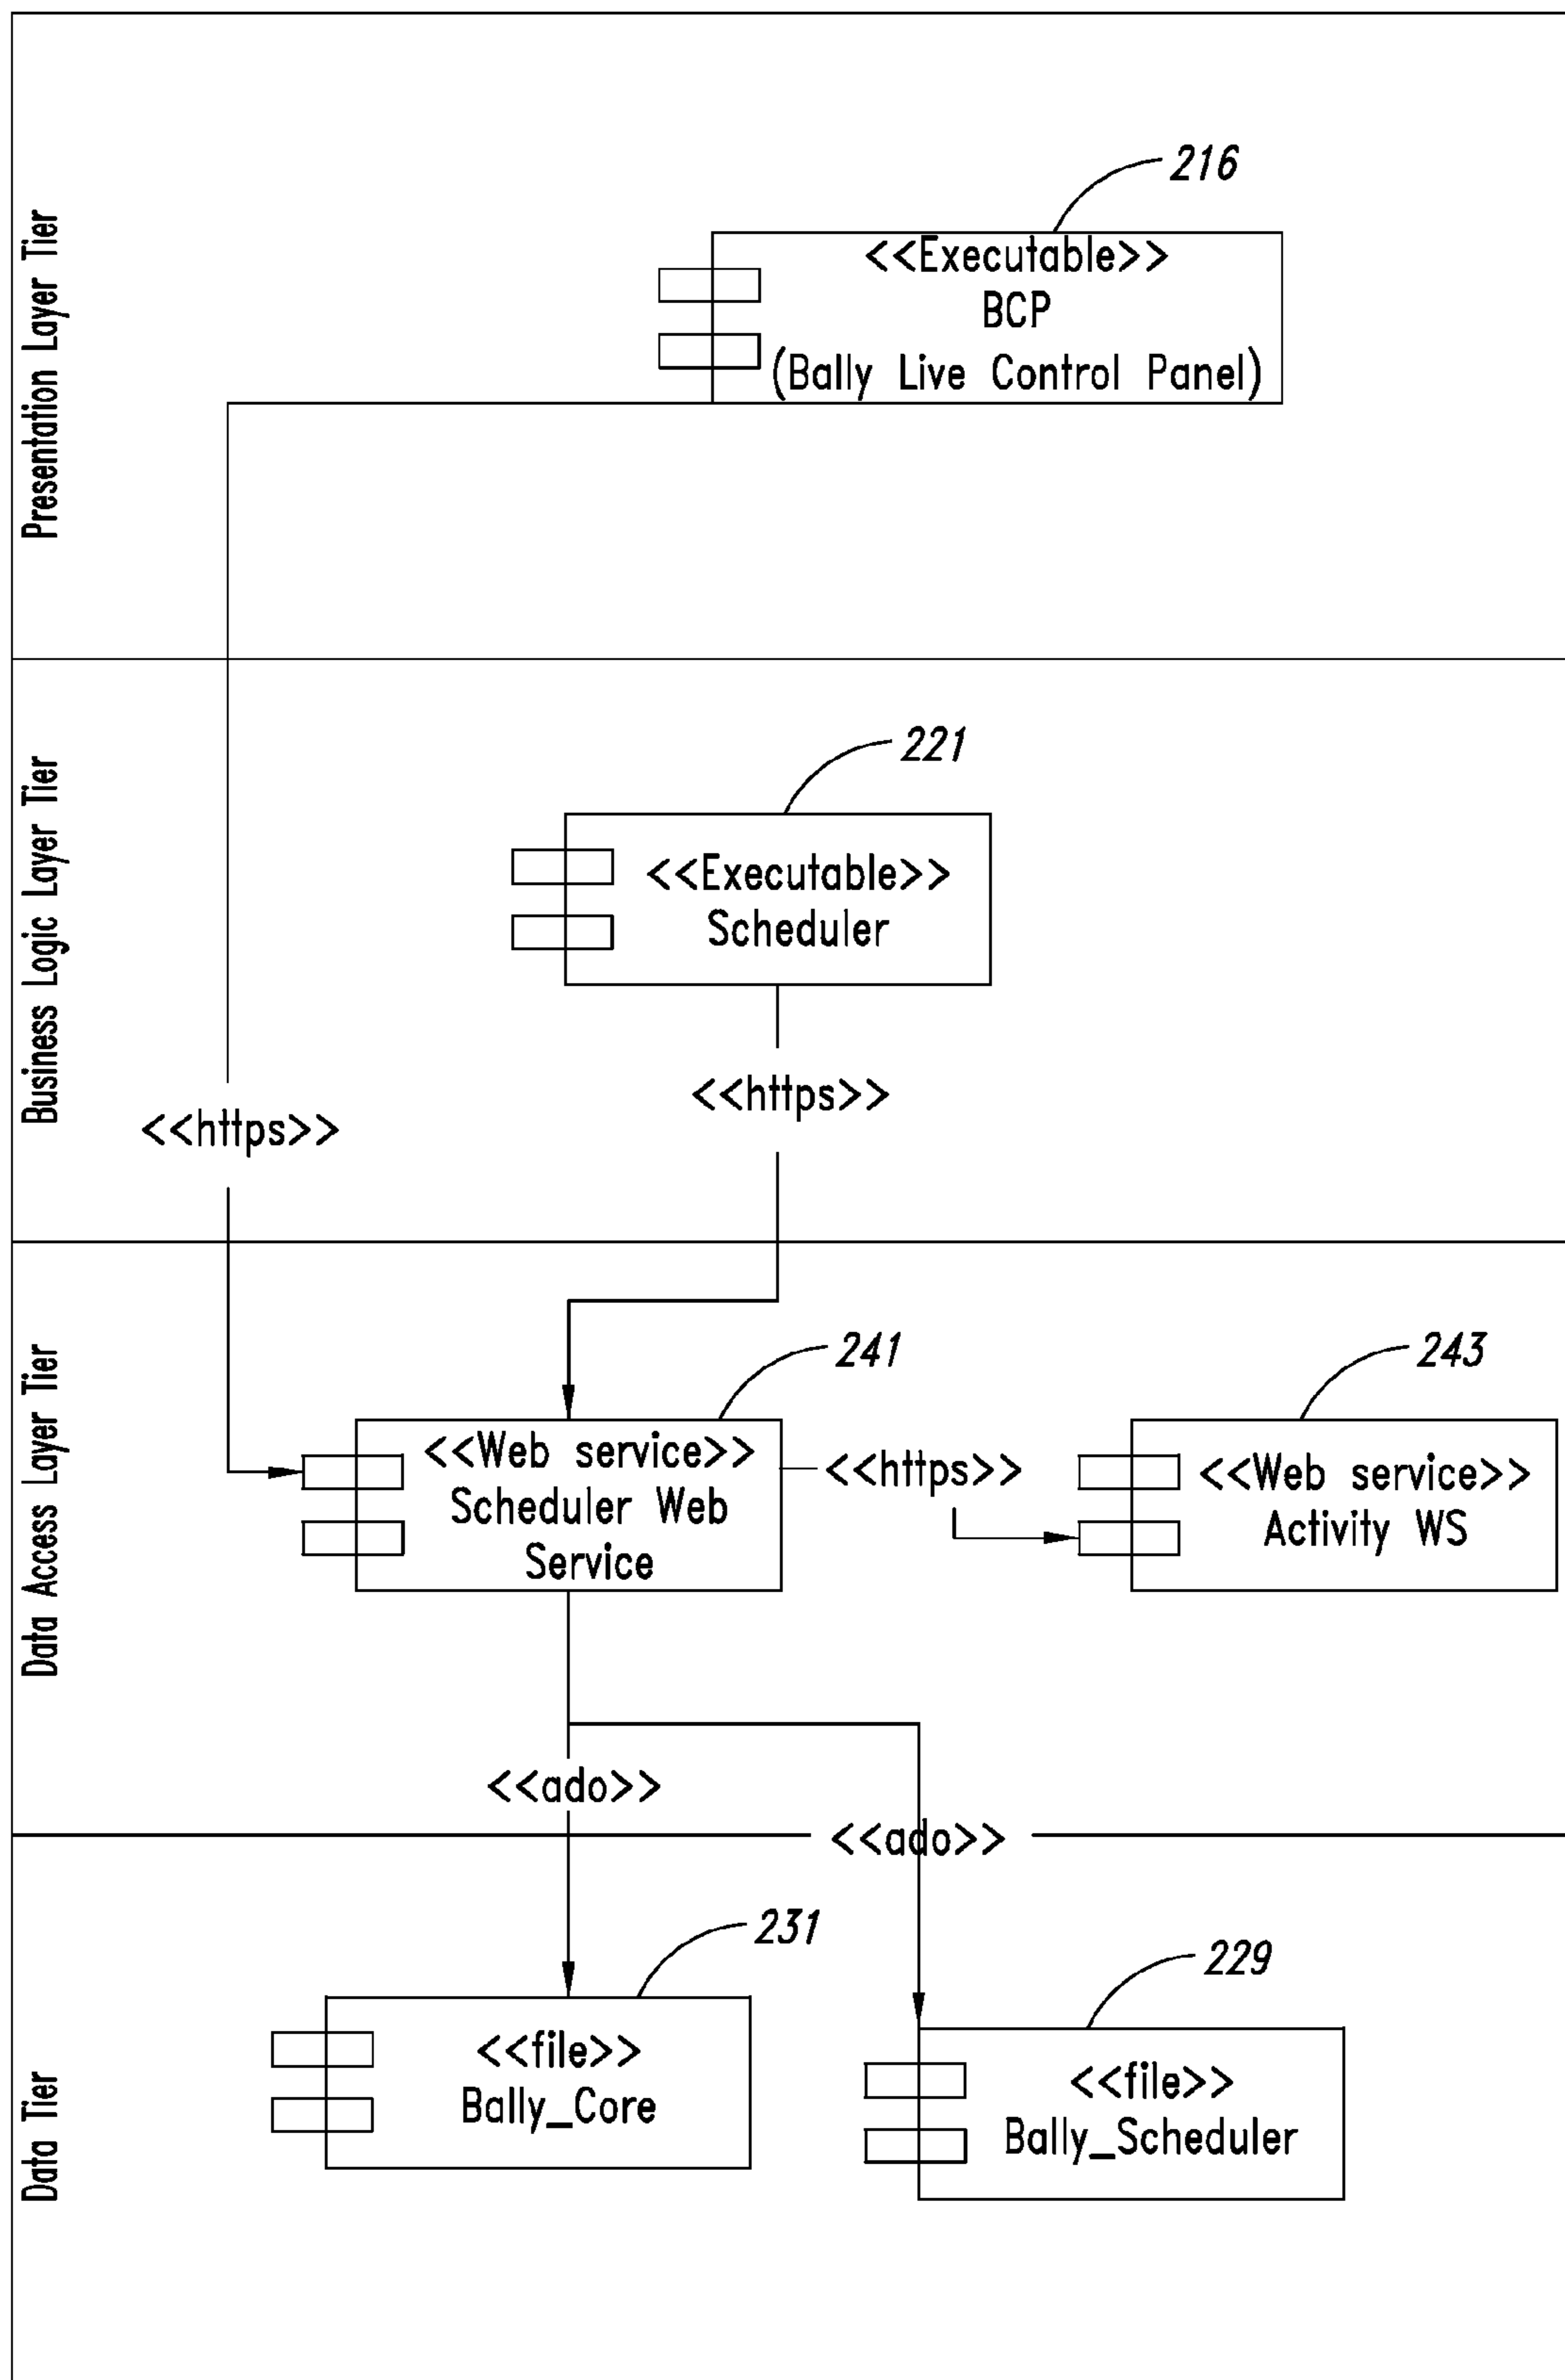 Presentation Layer Tier
216
<<Executable>>
BCP
(Bally Live Control Panel)
Business Logic Layer Tier
221
<<Executable>>
Scheduler
<<https>>
<<https>>
Data Access Layer Tier
241
<<Web service>>
Scheduler Web
Service
<<https>>
243
<<Web service>>
Activity WS
<<ado>>
<<ado>>
Data Tier
231
<<file>>
Bally_Core
229
<<file>>
Bally_Scheduler